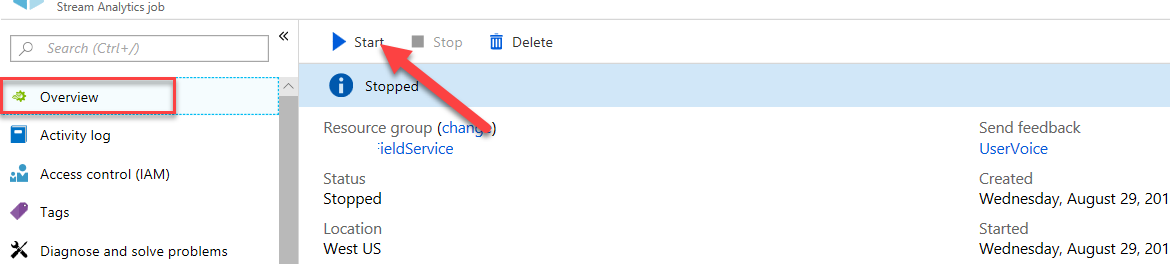 Stream Analytics job
Search (Ctrl+/)
«
Start Stop Delete
Overview
Stopped
Activity log
Resource group (change)
Send feedback
ieldService
UserVoice
Access control (IAM)
Status
Created
Stopped
Wednesday, August 29, 201
Tags
Location
Started
Diagnose and solve problems
West US
Wednesday, August 29, 201